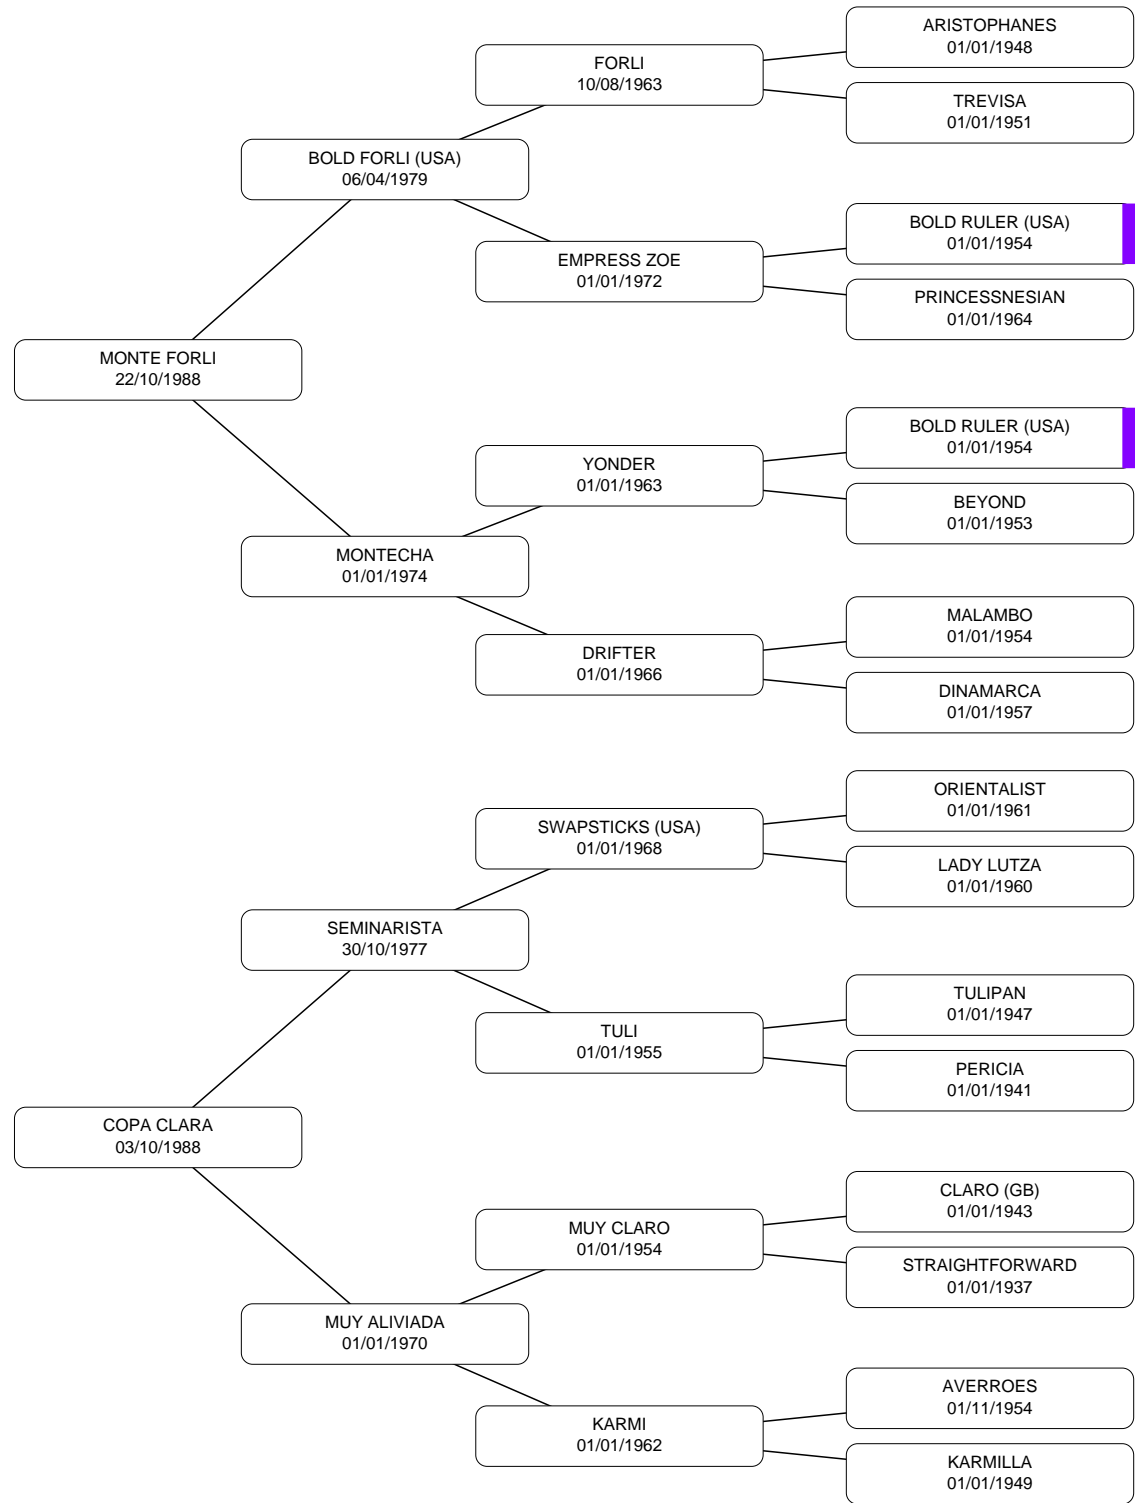 ARISTOPHANES
01/01/1948
FORLI
10/08/1963
TREVISA
01/01/1951
BOLD FORLI (USA)
06/04/1979
BOLD RULER (USA)
01/01/1954
EMPRESS ZOE
01/01/1972
PRINCESSNESIAN
01/01/1964
MONTE FORLI
22/10/1988
BOLD RULER (USA)
01/01/1954
YONDER
01/01/1963
BEYOND
01/01/1953
MONTECHA
01/01/1974
MALAMBO
01/01/1954
DRIFTER
01/01/1966
DINAMARCA
01/01/1957
ORIENTALIST
01/01/1961
SWAPSTICKS (USA)
01/01/1968
LADY LUTZA
01/01/1960
SEMINARISTA
30/10/1977
TULIPAN
01/01/1947
TULI
01/01/1955
PERICIA
01/01/1941
COPA CLARA
03/10/1988
CLARO (GB)
01/01/1943
MUY CLARO
01/01/1954
STRAIGHTFORWARD
01/01/1937
MUY ALIVIADA
01/01/1970
AVERROES
01/11/1954
KARMI
01/01/1962
KARMILLA
01/01/1949